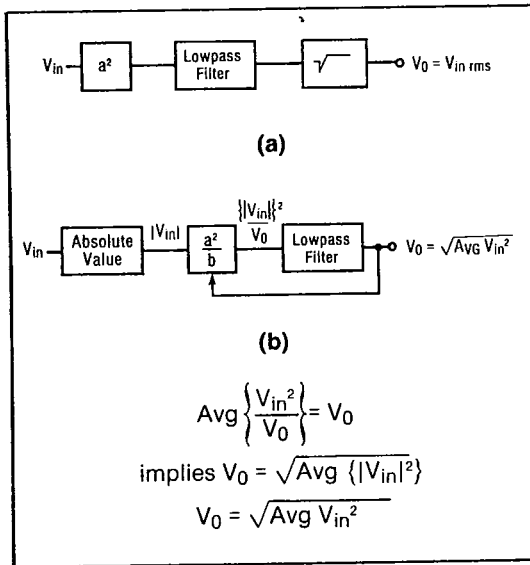 V_in a² Lowpass Filter √ V_0 = V_in rms
(a)
V_in Absolute Value |V_in| a²/b {|V_in|}²/V_0 Lowpass Filter V_0 = √(AVG V_in²)
(b)
Avg {V_in²/V_0} = V_0
implies V_0 = √(Avg {|V_in|²})
V_0 = √(Avg V_in²)